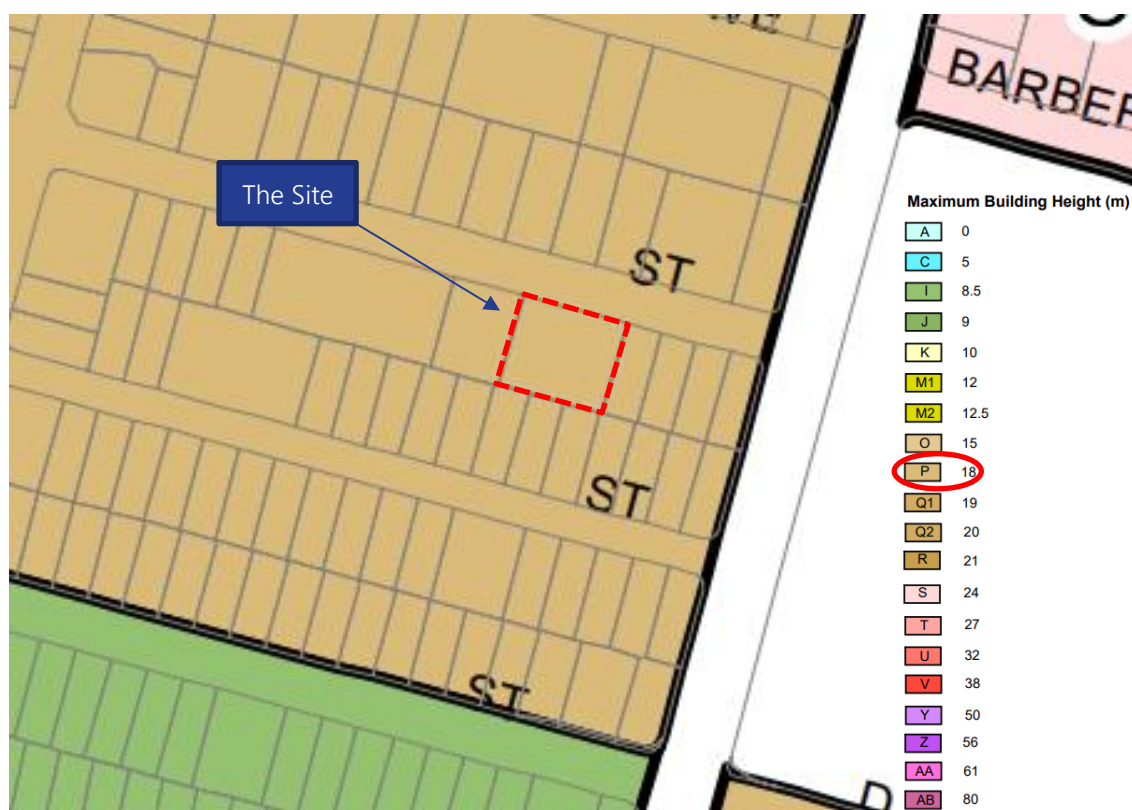 BARBER
The Site
ST
ST
ST
D
Maximum Building Height (m)
A 0
C 5
I 8.5
J 9
K 10
M1 12
M2 12.5
O 15
P 18
Q1 19
Q2 20
R 21
S 24
T 27
U 32
V 38
Y 50
Z 56
AA 61
AB 80